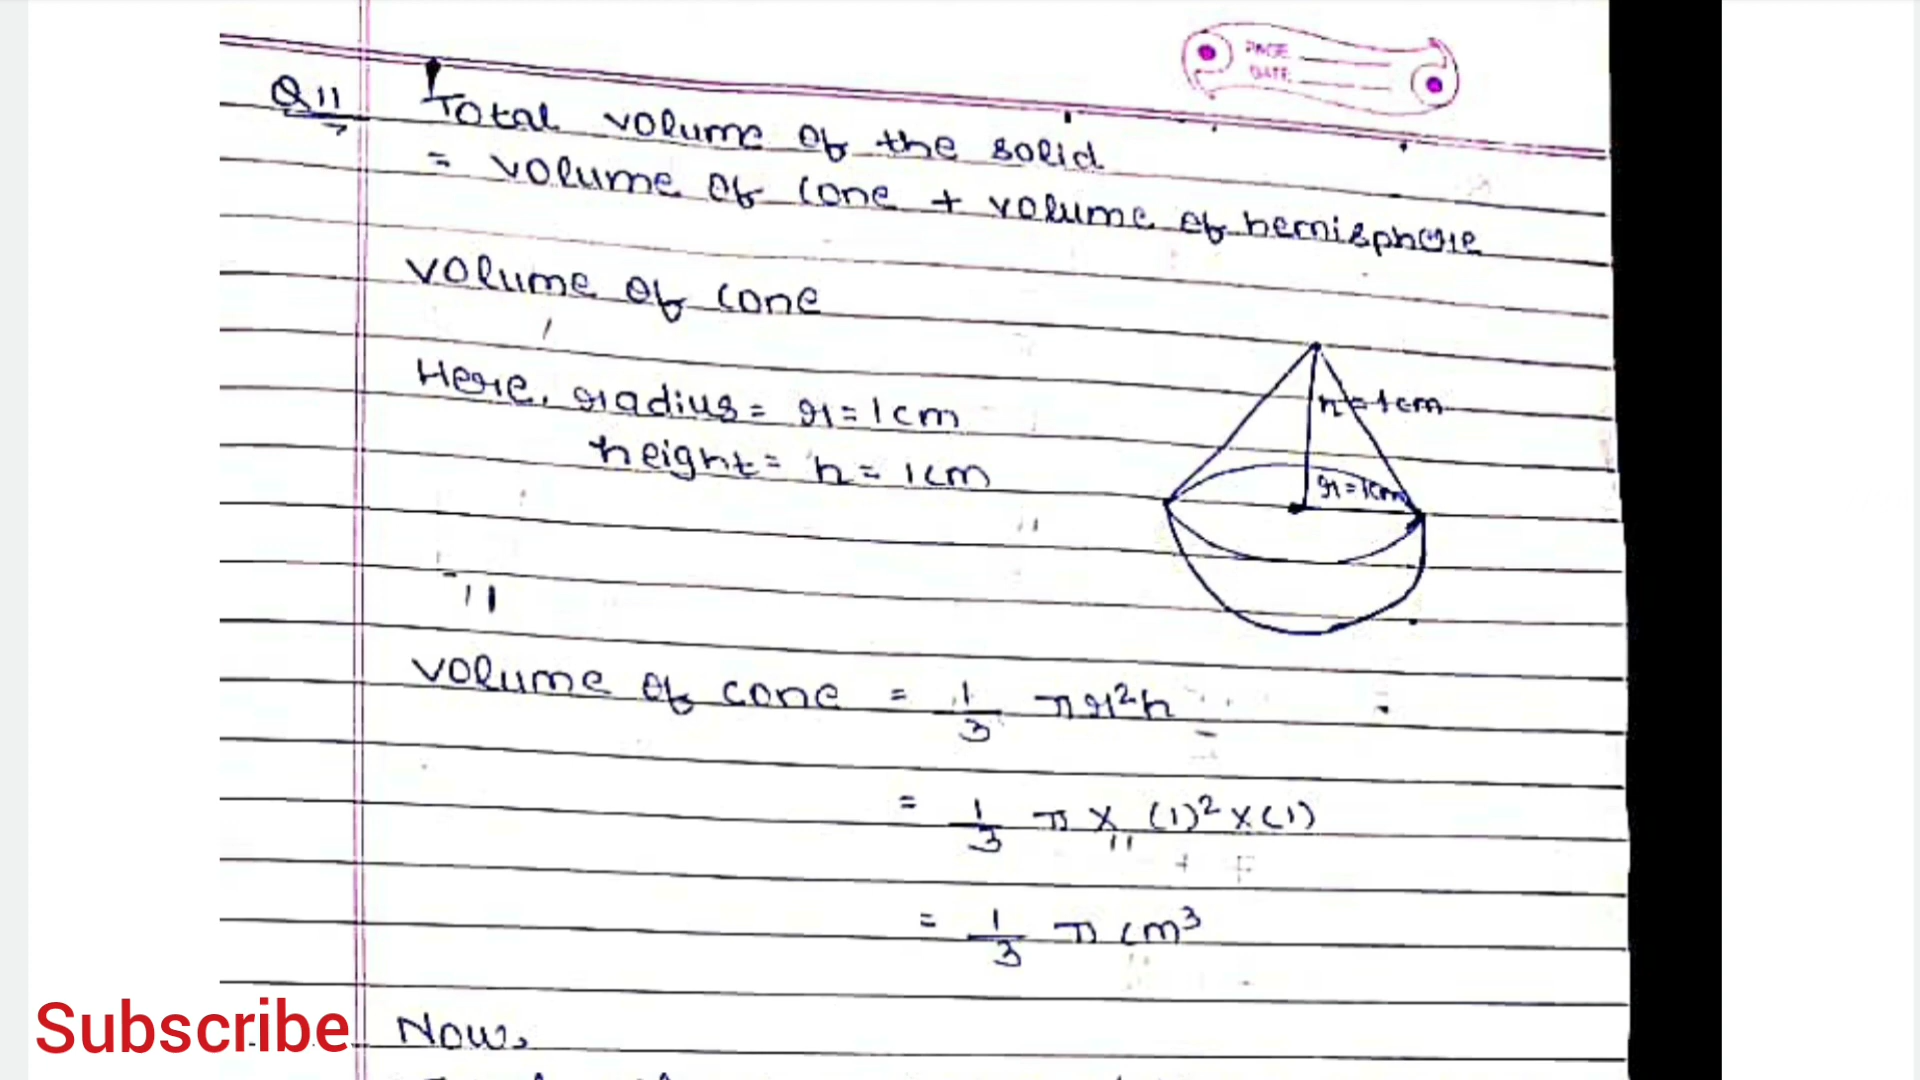 PAGE
DATE
Q11 Total volume of the solid
= volume of cone + volume of hemisphere
volume of cone
Here, radius = r = 1cm
height = h = 1cm
h = 1cm
r = 1cm
volume of cone = 1/3 πr²h
= 1/3 π × (1)² × (1)
= 1/3 π cm³
Now,
Subscribe